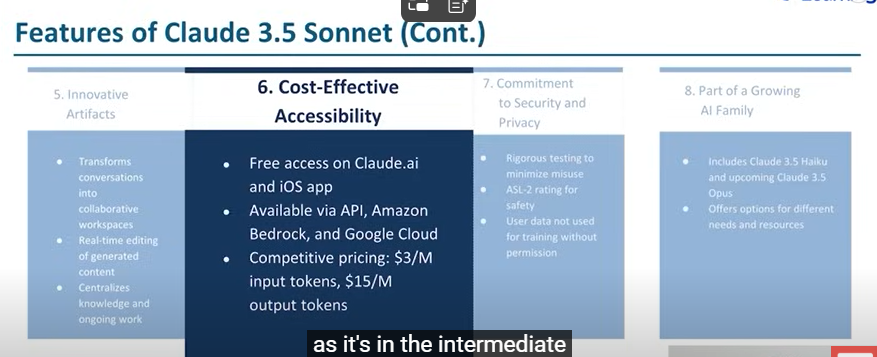 Features of Claude 3.5 Sonnet (Cont.)
5. Innovative
Artifacts
• Transforms
conversations
into
collaborative
workspaces
• Real-time editing
of generated
content
• Centralizes
knowledge and
ongoing work
6. Cost-Effective
Accessibility
• Free access on Claude.ai
and iOS app
• Available via API, Amazon
Bedrock, and Google Cloud
• Competitive pricing: $3/M
input tokens, $15/M
output tokens
7. Commitment
to Security and
Privacy
• Rigorous testing to
minimize misuse
• ASL-2 rating for
safety
• User data not used
for training without
permission
8. Part of a Growing
AI Family
• Includes Claude 3.5 Haiku
and upcoming Claude 3.5
Opus
• Offers options for different
needs and resources
as it's in the intermediate